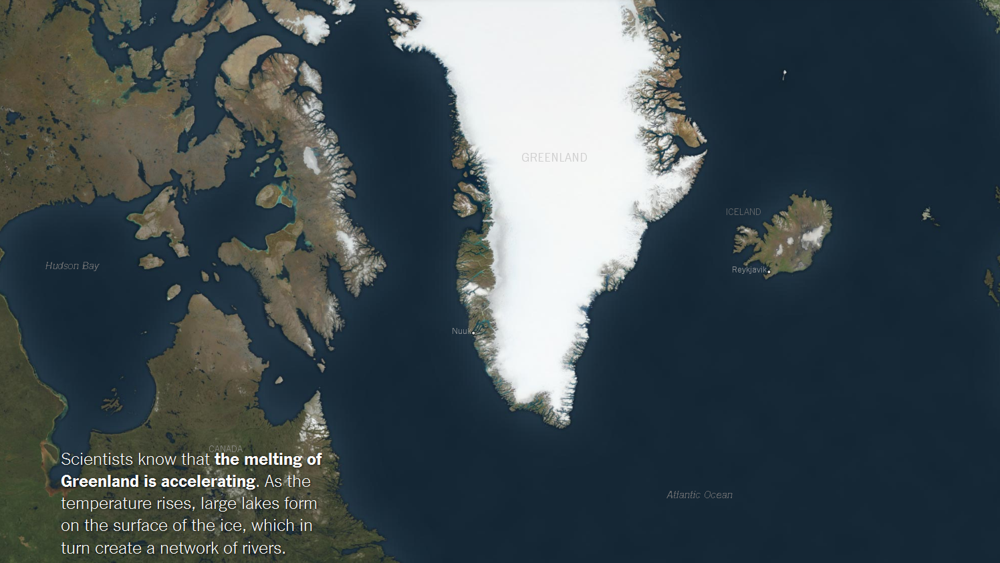 GREENLAND
ICELAND
Hudson Bay
Reykjavik
Nuuk
CANADA
Scientists know that the melting of
Greenland is accelerating. As the
temperature rises, large lakes form
on the surface of the ice, which in
turn create a network of rivers.
Atlantic Ocean